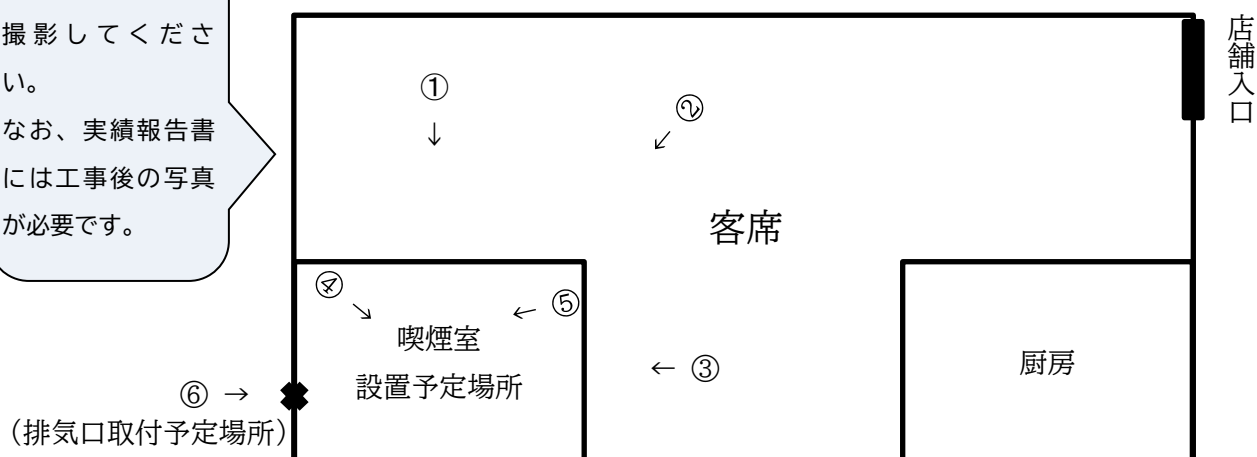 撮影してくださ
い。
なお、実績報告書
には工事後の写真
が必要です。
店舗入口
①
↓
②
↙
客席
④
↘
⑤
←
喫煙室
設置予定場所
← ③
厨房
⑥ →
（排気口取付予定場所）